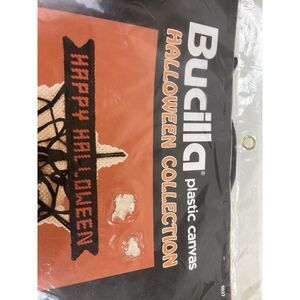 Bucilla®
plastic canvas
HALLOWEEN COLLECTION
HAPPY HALLOWEEN